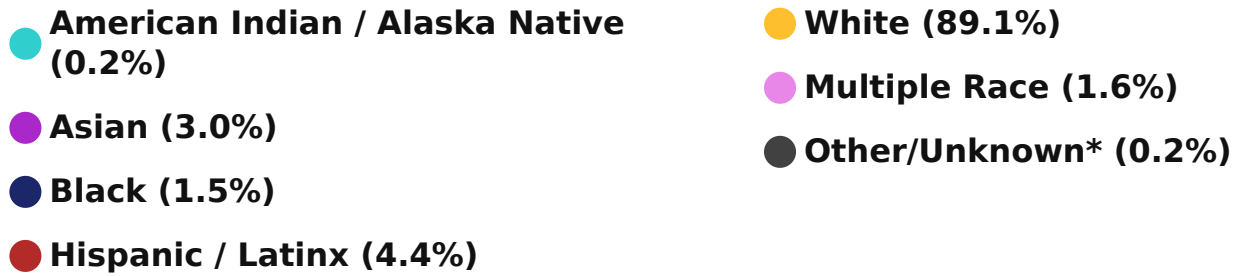 American Indian / Alaska Native
(0.2%)
Asian (3.0%)
Black (1.5%)
Hispanic / Latinx (4.4%)
White (89.1%)
Multiple Race (1.6%)
Other/Unknown* (0.2%)